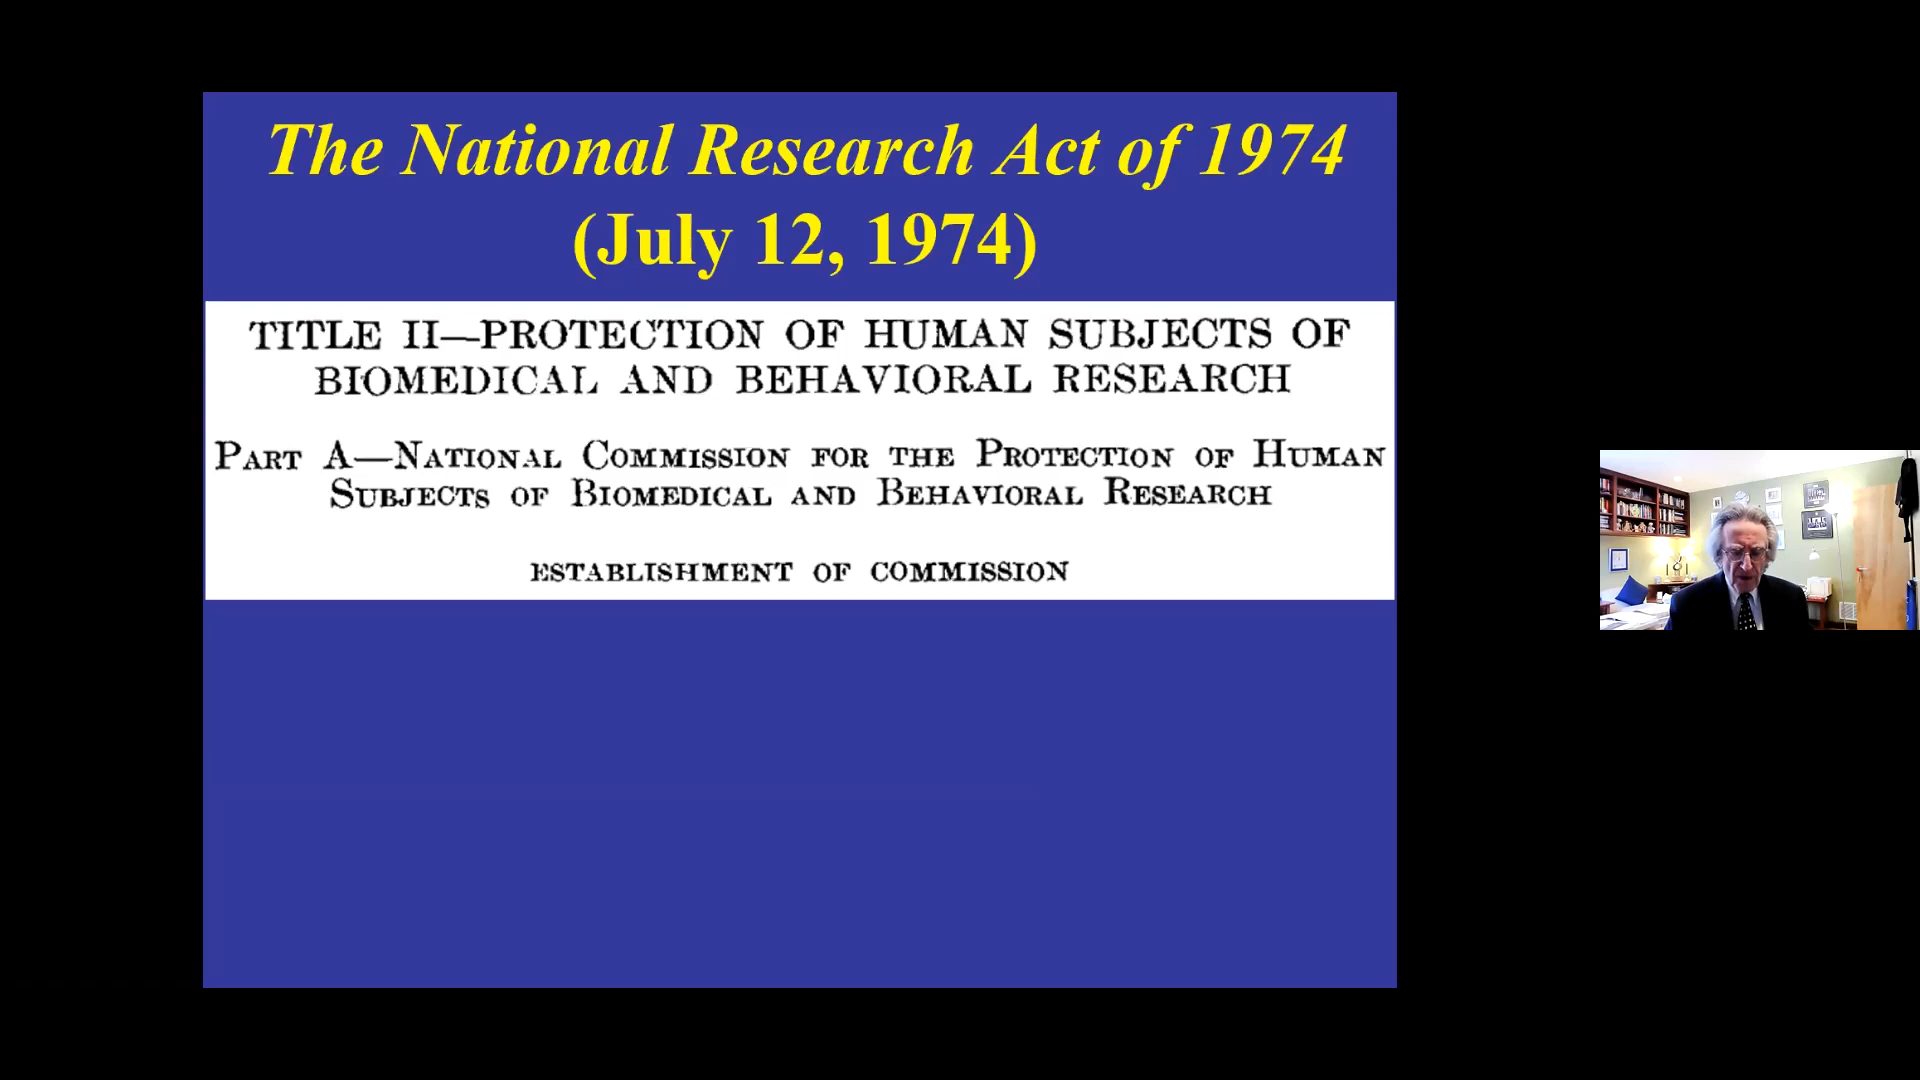 The National Research Act of 1974
(July 12, 1974)
TITLE II—PROTECTION OF HUMAN SUBJECTS OF
BIOMEDICAL AND BEHAVIORAL RESEARCH
PART A—NATIONAL COMMISSION FOR THE PROTECTION OF HUMAN
SUBJECTS OF BIOMEDICAL AND BEHAVIORAL RESEARCH
ESTABLISHMENT OF COMMISSION